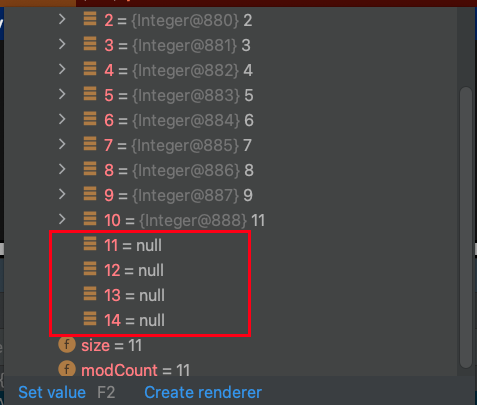 2 = {Integer@880} 2
3 = {Integer@881} 3
4 = {Integer@882} 4
5 = {Integer@883} 5
6 = {Integer@884} 6
7 = {Integer@885} 7
8 = {Integer@886} 8
9 = {Integer@887} 9
10 = {Integer@888} 11
11 = null
12 = null
13 = null
14 = null
f size = 11
f modCount = 11
Set value F2 Create renderer